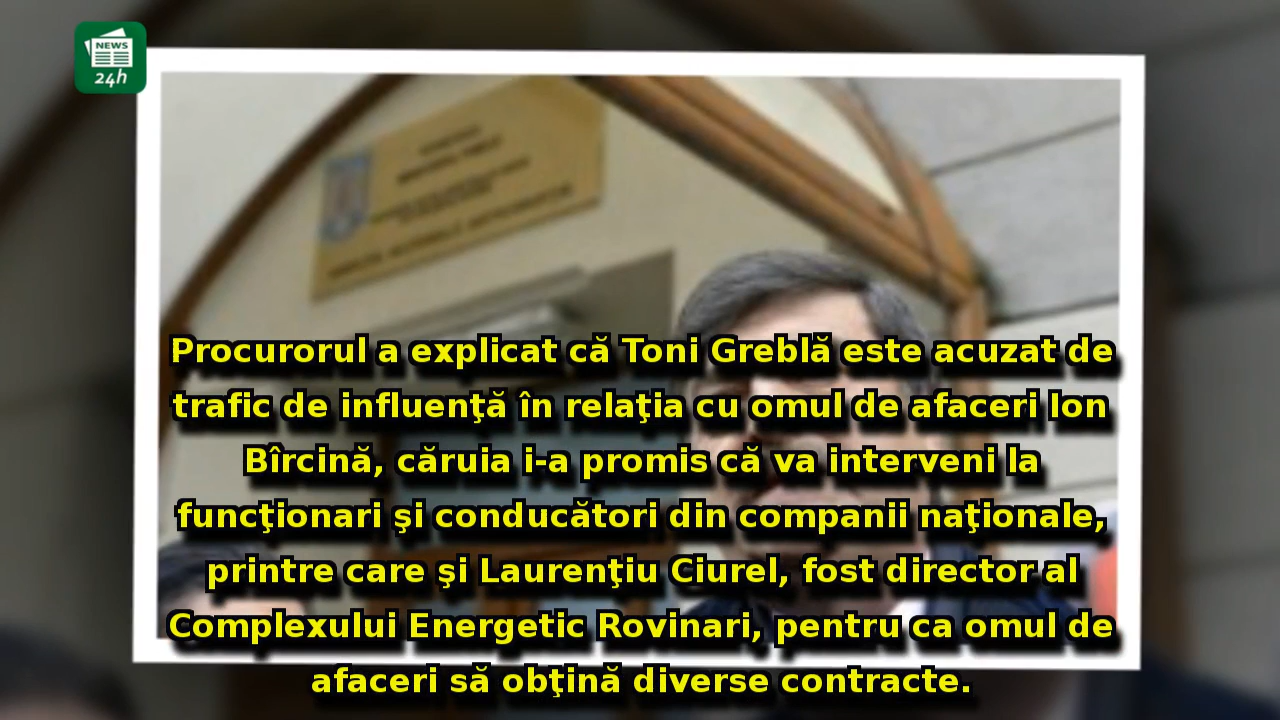 NEWS
24h
Procurorul a explicat că Toni Greblă este acuzat de
trafic de influenţă în relaţia cu omul de afaceri Ion
Bîrcină, căruia i-a promis că va interveni la
funcţionari şi conducători din companii naţionale,
printre care şi Laurenţiu Ciurel, fost director al
Complexului Energetic Rovinari, pentru ca omul de
afaceri să obţină diverse contracte.